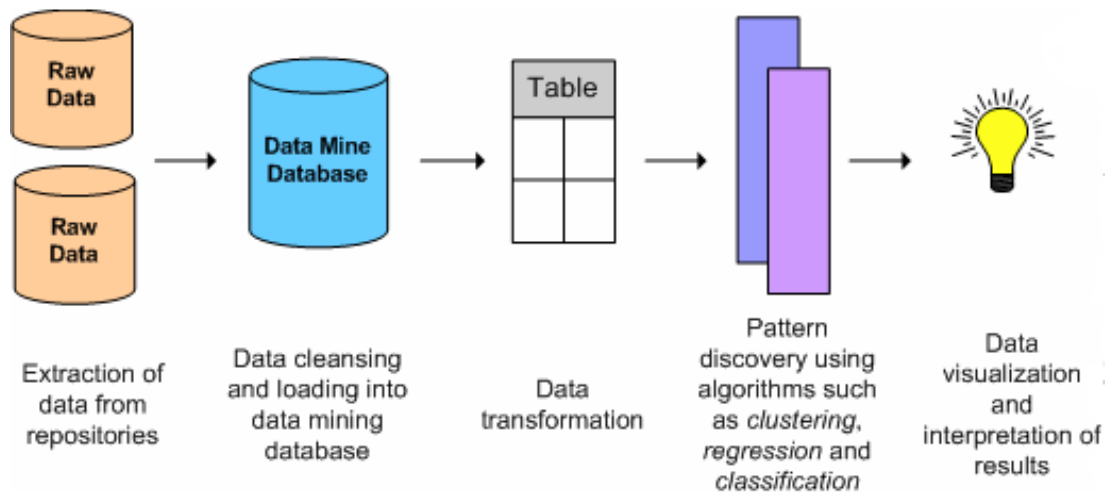 Raw
Data
Raw
Data
Data Mine
Database
Table
Extraction of
data from
repositories
Data cleansing
and loading into
data mining
database
Data
transformation
Pattern
discovery using
algorithms such
as clustering,
regression and
classification
Data
visualization
and
interpretation of
results